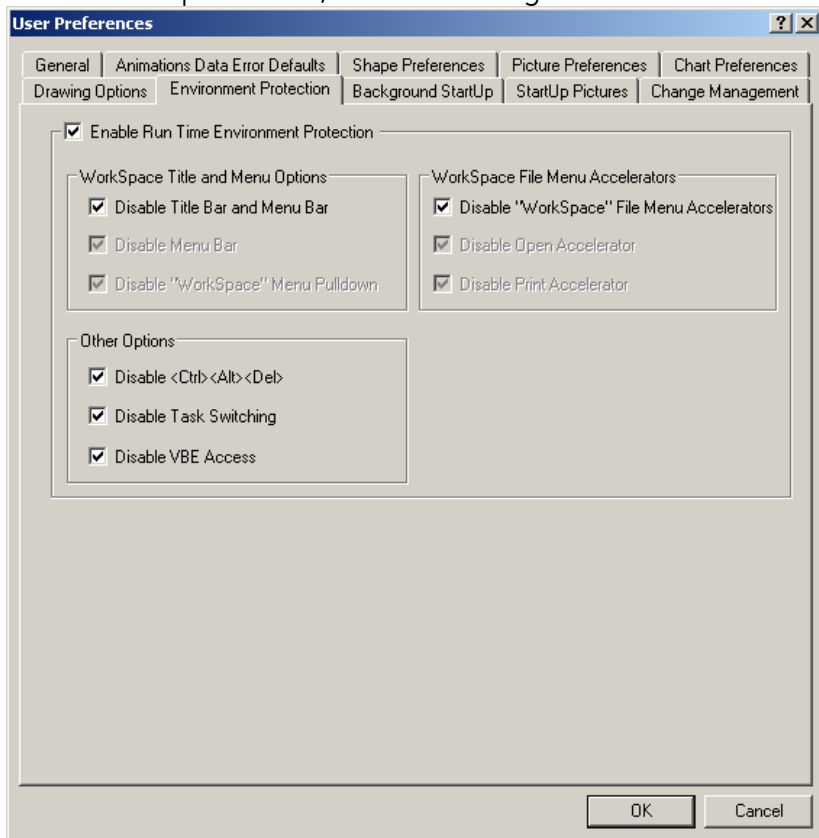 User Preferences
General Animations Data Error Defaults Shape Preferences Picture Preferences Chart Preferences
Drawing Options Environment Protection Background StartUp StartUp Pictures Change Management
Enable Run Time Environment Protection
WorkSpace Title and Menu Options
Disable Title Bar and Menu Bar
Disable Menu Bar
Disable "WorkSpace" Menu Pulldown
WorkSpace File Menu Accelerators
Disable "WorkSpace" File Menu Accelerators
Disable Open Accelerator
Disable Print Accelerator
Other Options
Disable <Ctrl><Alt><Del>
Disable Task Switching
Disable VBE Access
OK Cancel